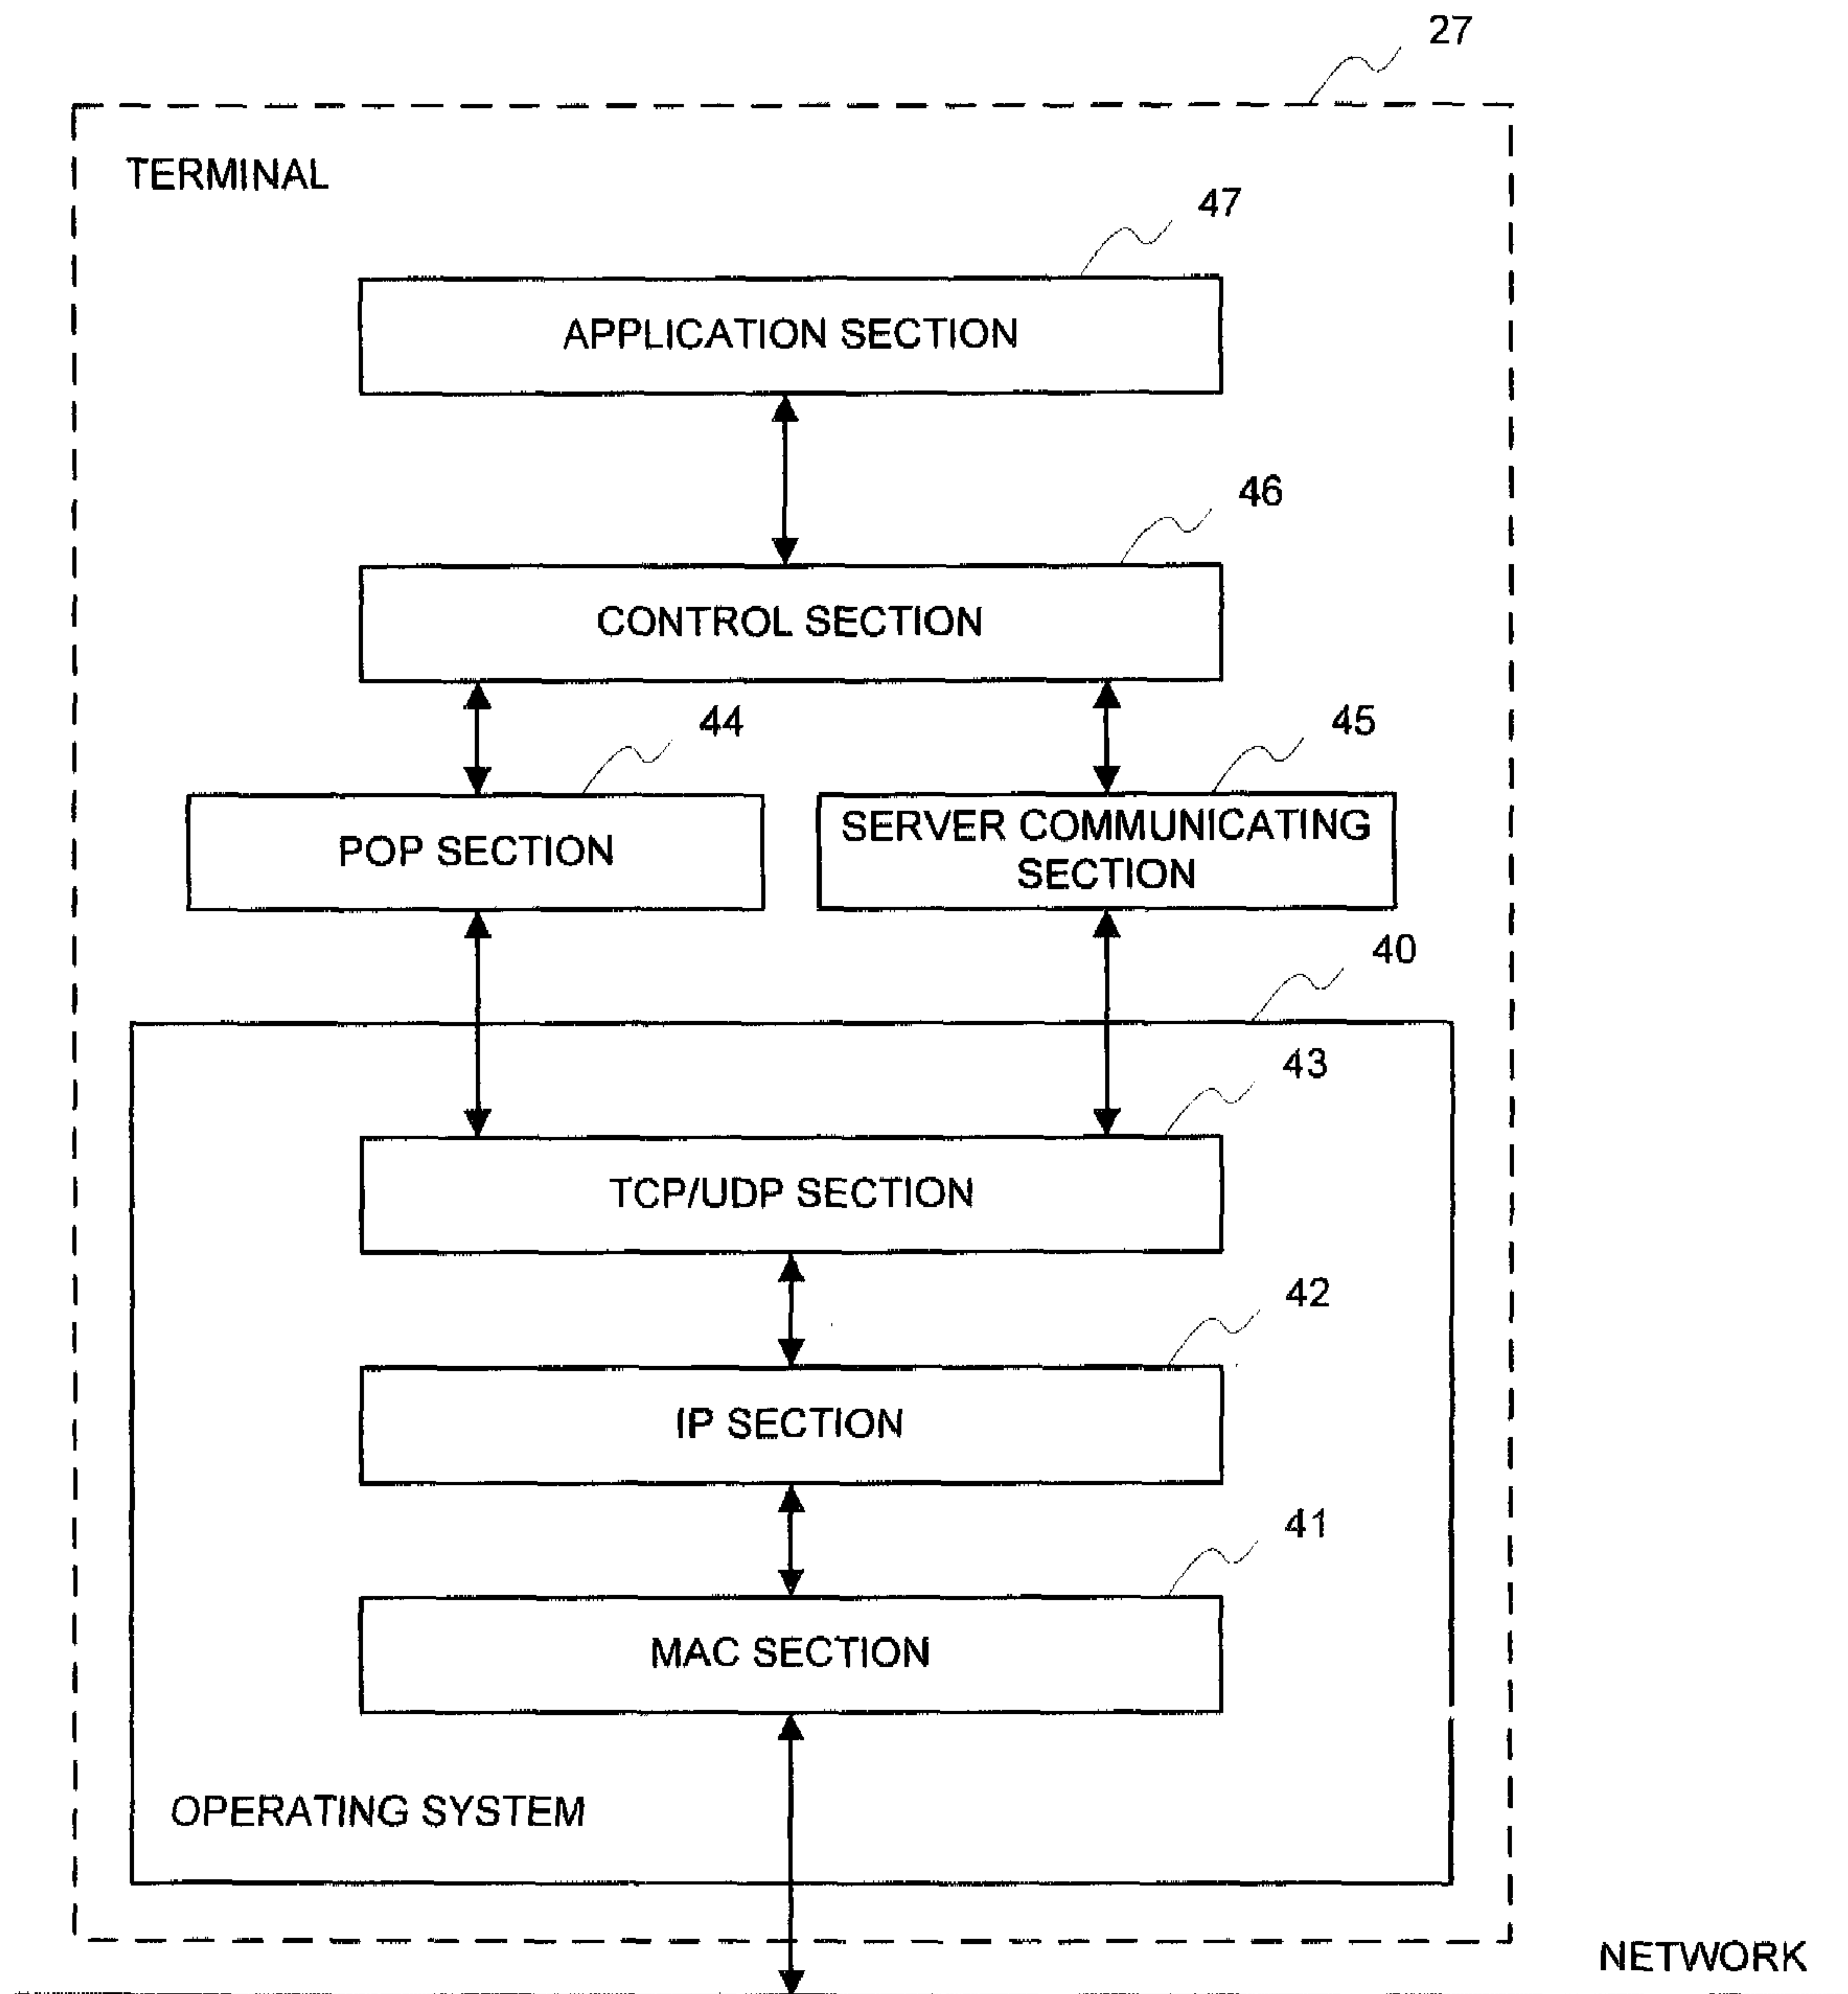 27
TERMINAL
47
APPLICATION SECTION
46
CONTROL SECTION
44
45
POP SECTION
SERVER COMMUNICATING
SECTION
40
43
TCP/UDP SECTION
42
IP SECTION
41
MAC SECTION
OPERATING SYSTEM
NETWORK